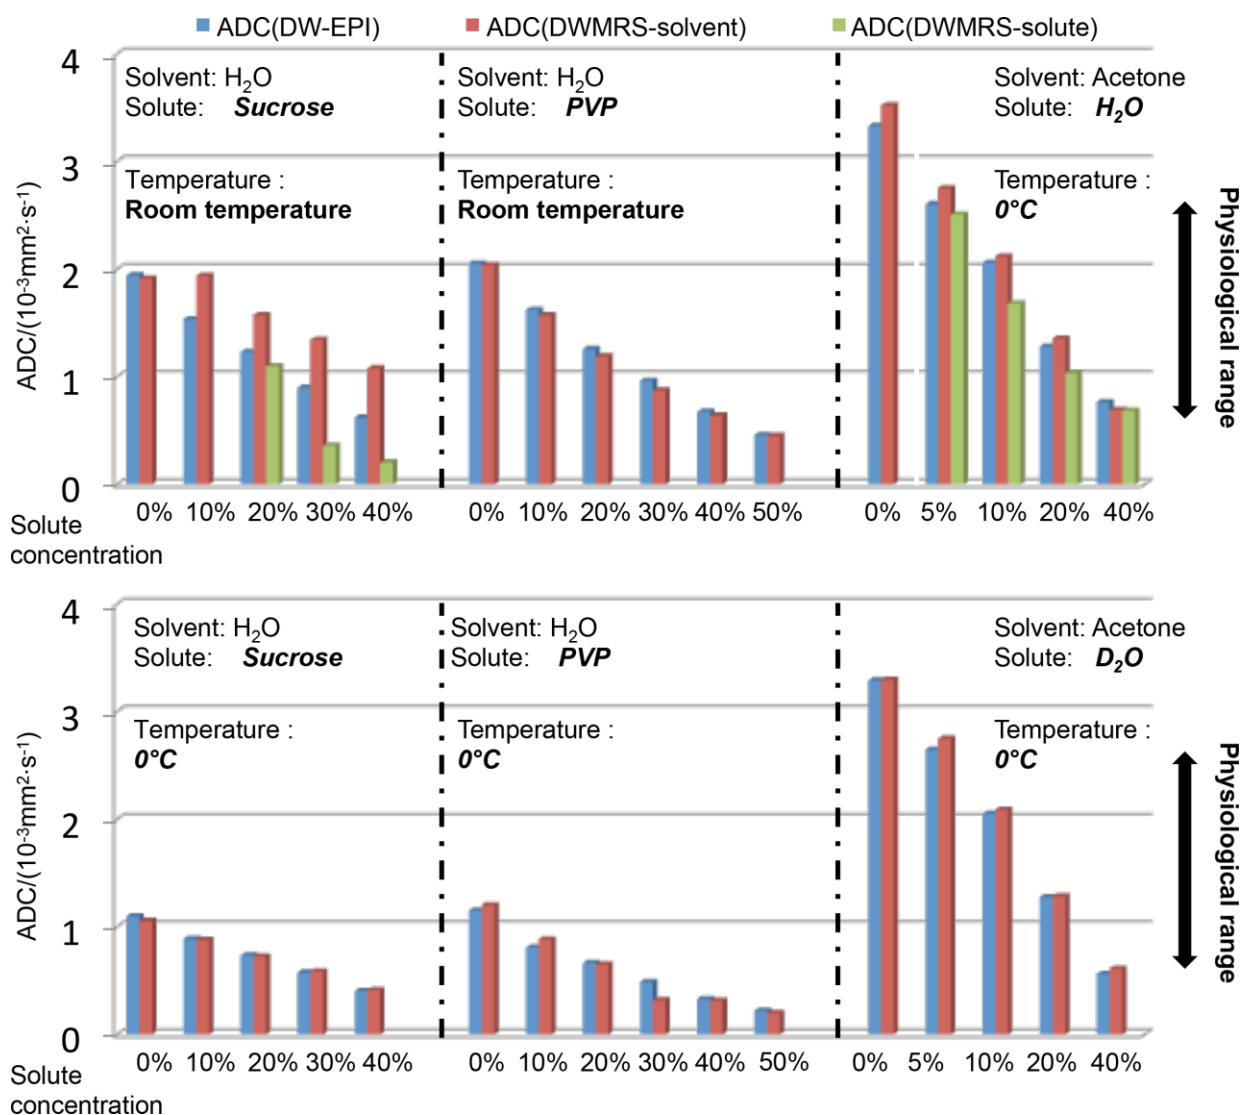 ADC(DW-EPI) ADC(DWMRS-solvent) ADC(DWMRS-solute)
4
Solvent: H₂O Solvent: H₂O Solvent: Acetone
Solute: Sucrose Solute: PVP Solute: H₂O
3
Temperature : Temperature : Temperature :
Room temperature Room temperature 0°C
2
1
0
ADC/(10⁻³mm²·s⁻¹)
Physiological range
0% 10% 20% 30% 40% 0% 10% 20% 30% 40% 50% 0% 5% 10% 20% 40%
Solute
concentration
4
Solvent: H₂O Solvent: H₂O Solvent: Acetone
Solute: Sucrose Solute: PVP Solute: D₂O
3
Temperature : Temperature : Temperature :
0°C 0°C 0°C
2
1
0
ADC/(10⁻³mm²·s⁻¹)
Physiological range
0% 10% 20% 30% 40% 0% 10% 20% 30% 40% 50% 0% 5% 10% 20% 40%
Solute
concentration